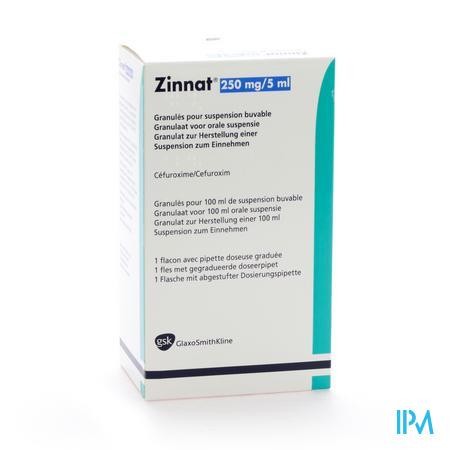 Zinnat® 250 mg/5 ml
Granulés pour suspension buvable
Granulaat voor orale suspensie
Granulat zur Herstellung einer
Suspension zum Einnehmen
Céfuroxime/Cefuroxim
Granulés pour 100 ml de suspension buvable
Granulaat voor 100 ml orale suspensie
Granulat zur Herstellung einer 100 ml
Suspension zum Einnehmen
1 flacon avec pipette doseuse graduée
1 fles met gegradueerde doseerpipet
1 Flasche mit abgestufter Dosierungspipette
gsk GlaxoSmithKline
IPM